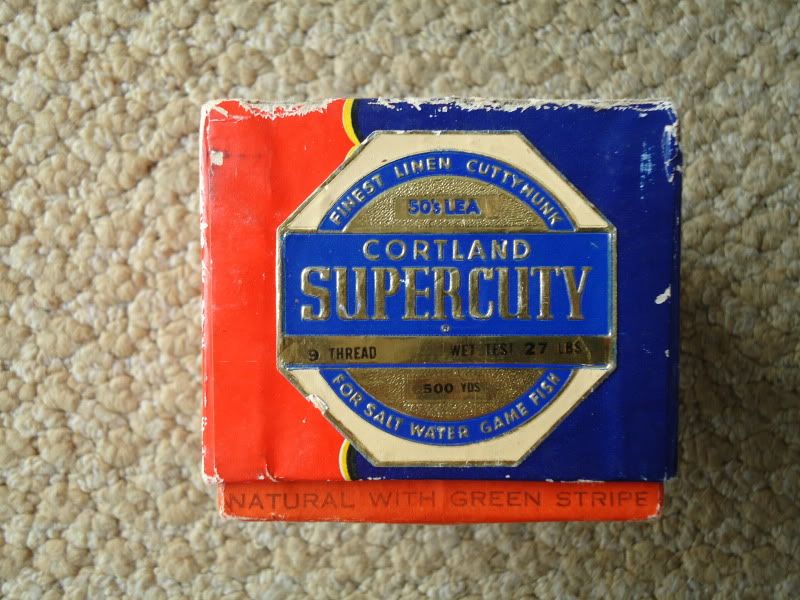 FINEST LINEN CUTTYHUNK
50's LEA
CORTLAND
SUPERCUTY
®
9 THREAD WET TEST 27 LBS
500 YDS
FOR SALT WATER GAME FISH
NATURAL WITH GREEN STRIPE